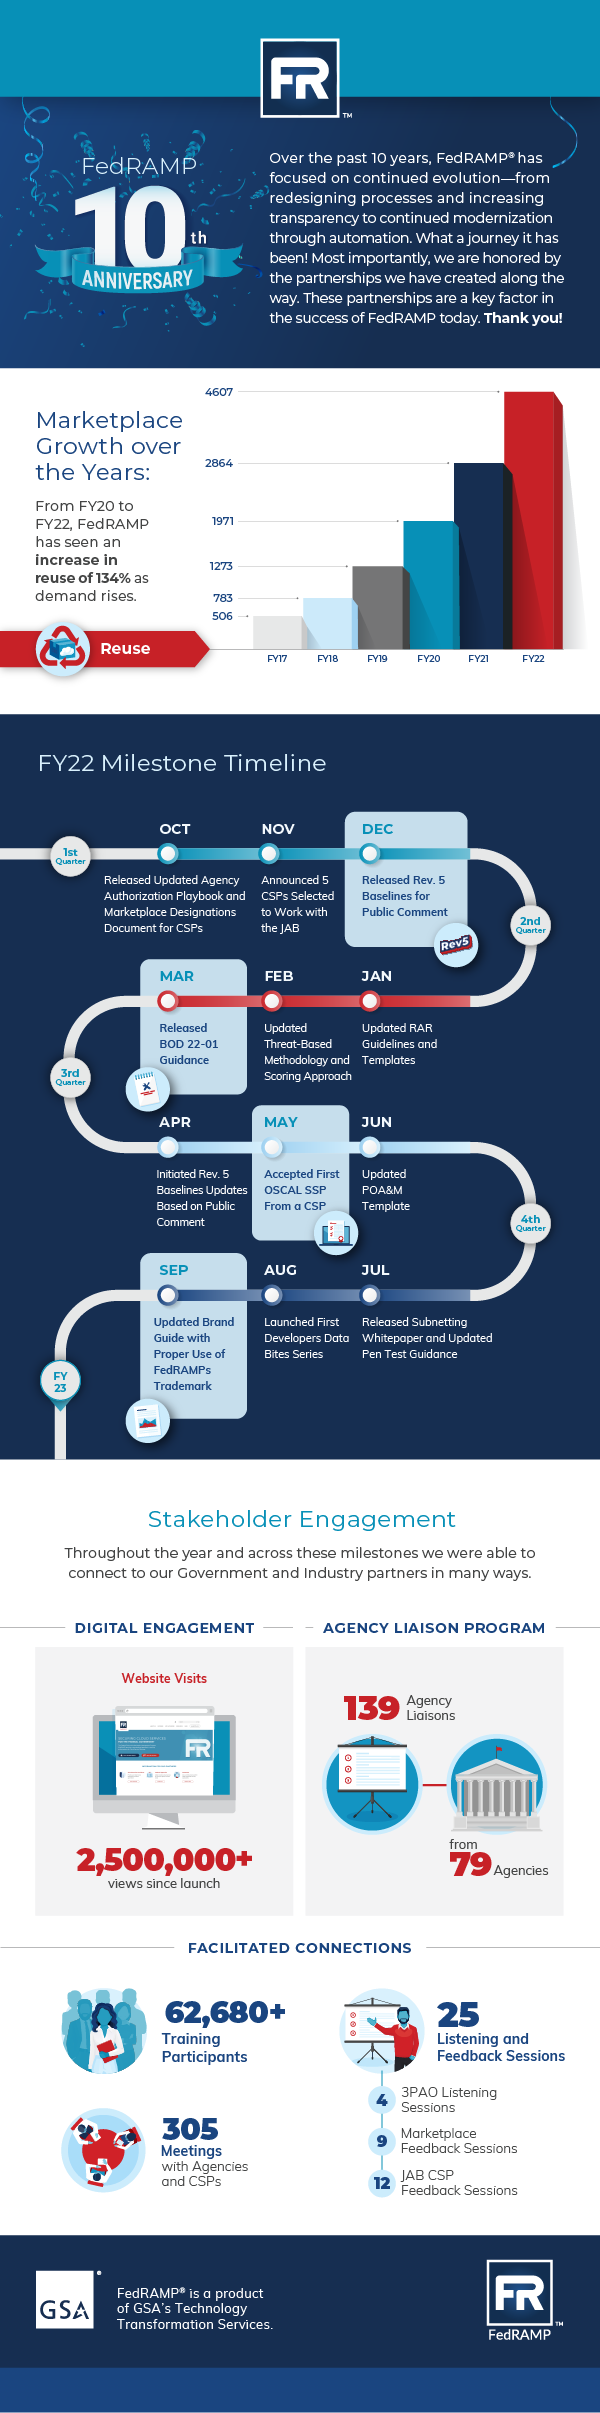 FR
™
FedRAMP
10th
ANNIVERSARY
Over the past 10 years, FedRAMP® has
focused on continued evolution—from
redesigning processes and increasing
transparency to continued modernization
through automation. What a journey it has
been! Most importantly, we are honored by
the partnerships we have created along the
way. These partnerships are a key factor in
the success of FedRAMP today. Thank you!
Marketplace
Growth over
the Years:
From FY20 to
FY22, FedRAMP
has seen an
increase in
reuse of 134% as
demand rises.
Reuse
4607
2864
1971
1273
783
506
FY17 FY18 FY19 FY20 FY21 FY22
FY22 Milestone Timeline
1st
Quarter
OCT
Released Updated Agency
Authorization Playbook and
Marketplace Designations
Document for CSPs
NOV
Announced 5
CSPs Selected
to Work with
the JAB
DEC
Released Rev. 5
Baselines for
Public Comment
Rev5
2nd
Quarter
JAN
Updated RAR
Guidelines and
Templates
FEB
Updated
Threat-Based
Methodology and
Scoring Approach
MAR
Released
BOD 22-01
Guidance
3rd
Quarter
APR
Initiated Rev. 5
Baselines Updates
Based on Public
Comment
MAY
Accepted First
OSCAL SSP
From a CSP
JUN
Updated
POA&M
Template
4th
Quarter
JUL
Released Subnetting
Whitepaper and Updated
Pen Test Guidance
AUG
Launched First
Developers Data
Bites Series
SEP
Updated Brand
Guide with
Proper Use of
FedRAMPs
Trademark
FY
23
Stakeholder Engagement
Throughout the year and across these milestones we were able to
connect to our Government and Industry partners in many ways.
DIGITAL ENGAGEMENT
Website Visits
FR
2,500,000+
views since launch
AGENCY LIAISON PROGRAM
139 Agency
Liaisons
from
79 Agencies
FACILITATED CONNECTIONS
62,680+
Training
Participants
305
Meetings
with Agencies
and CSPs
25
Listening and
Feedback Sessions
4 3PAO Listening
Sessions
9 Marketplace
Feedback Sessions
12 JAB CSP
Feedback Sessions
GSA
FedRAMP® is a product
of GSA's Technology
Transformation Services.
FR
™
FedRAMP